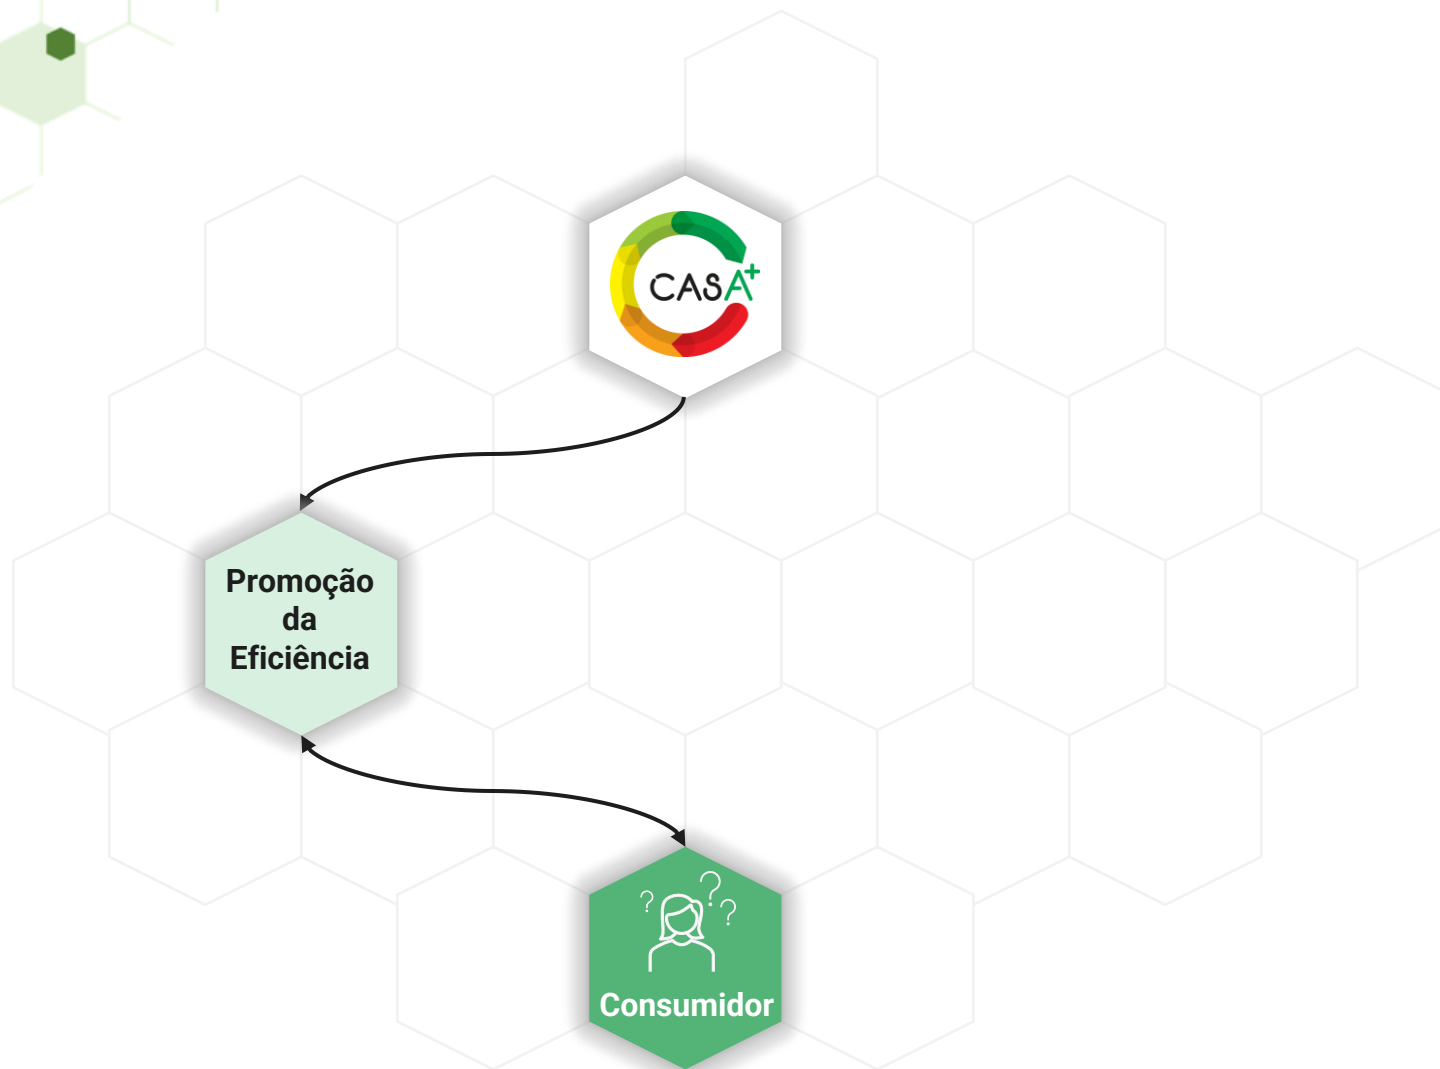 CASA+
Promoção
da
Eficiência
? ? ?
Consumidor